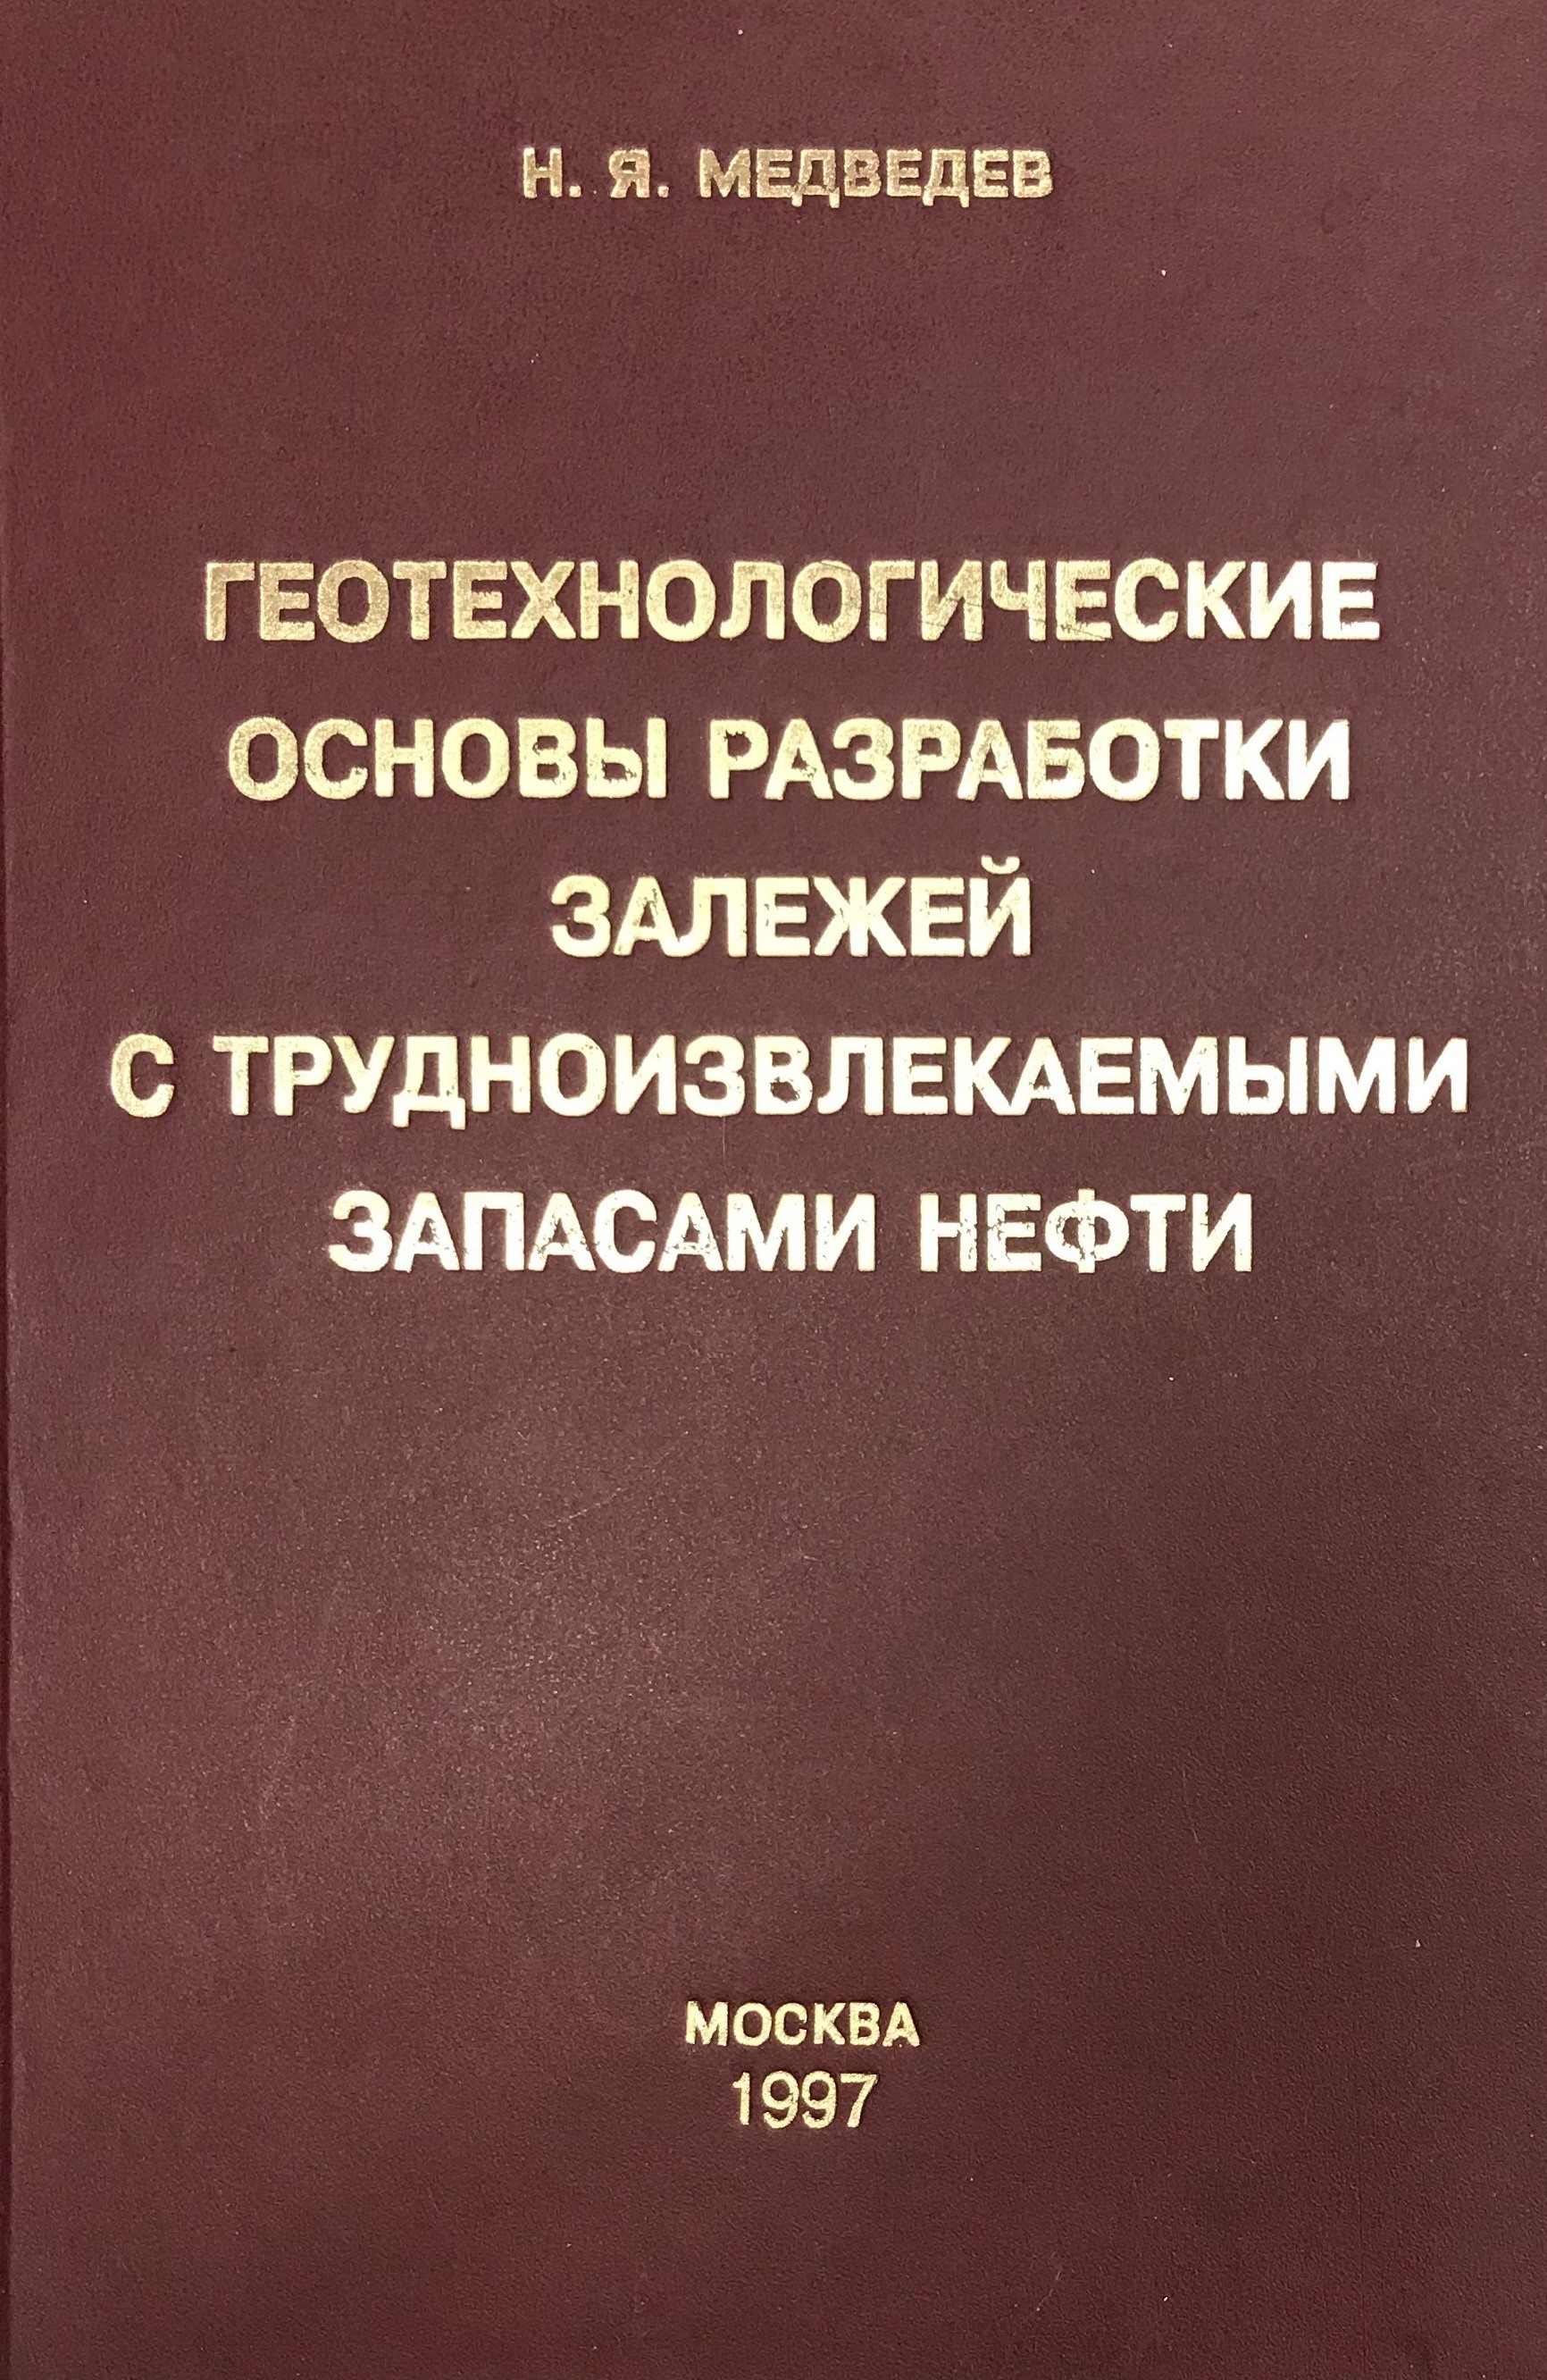 Н. Я. МЕДВЕДЕВ
ГЕОТЕХНОЛОГИЧЕСКИЕ
ОСНОВЫ РАЗРАБОТКИ
ЗАЛЕЖЕЙ
С ТРУДНОИЗВЛЕКАЕМЫМИ
ЗАПАСАМИ НЕФТИ
МОСКВА
1997